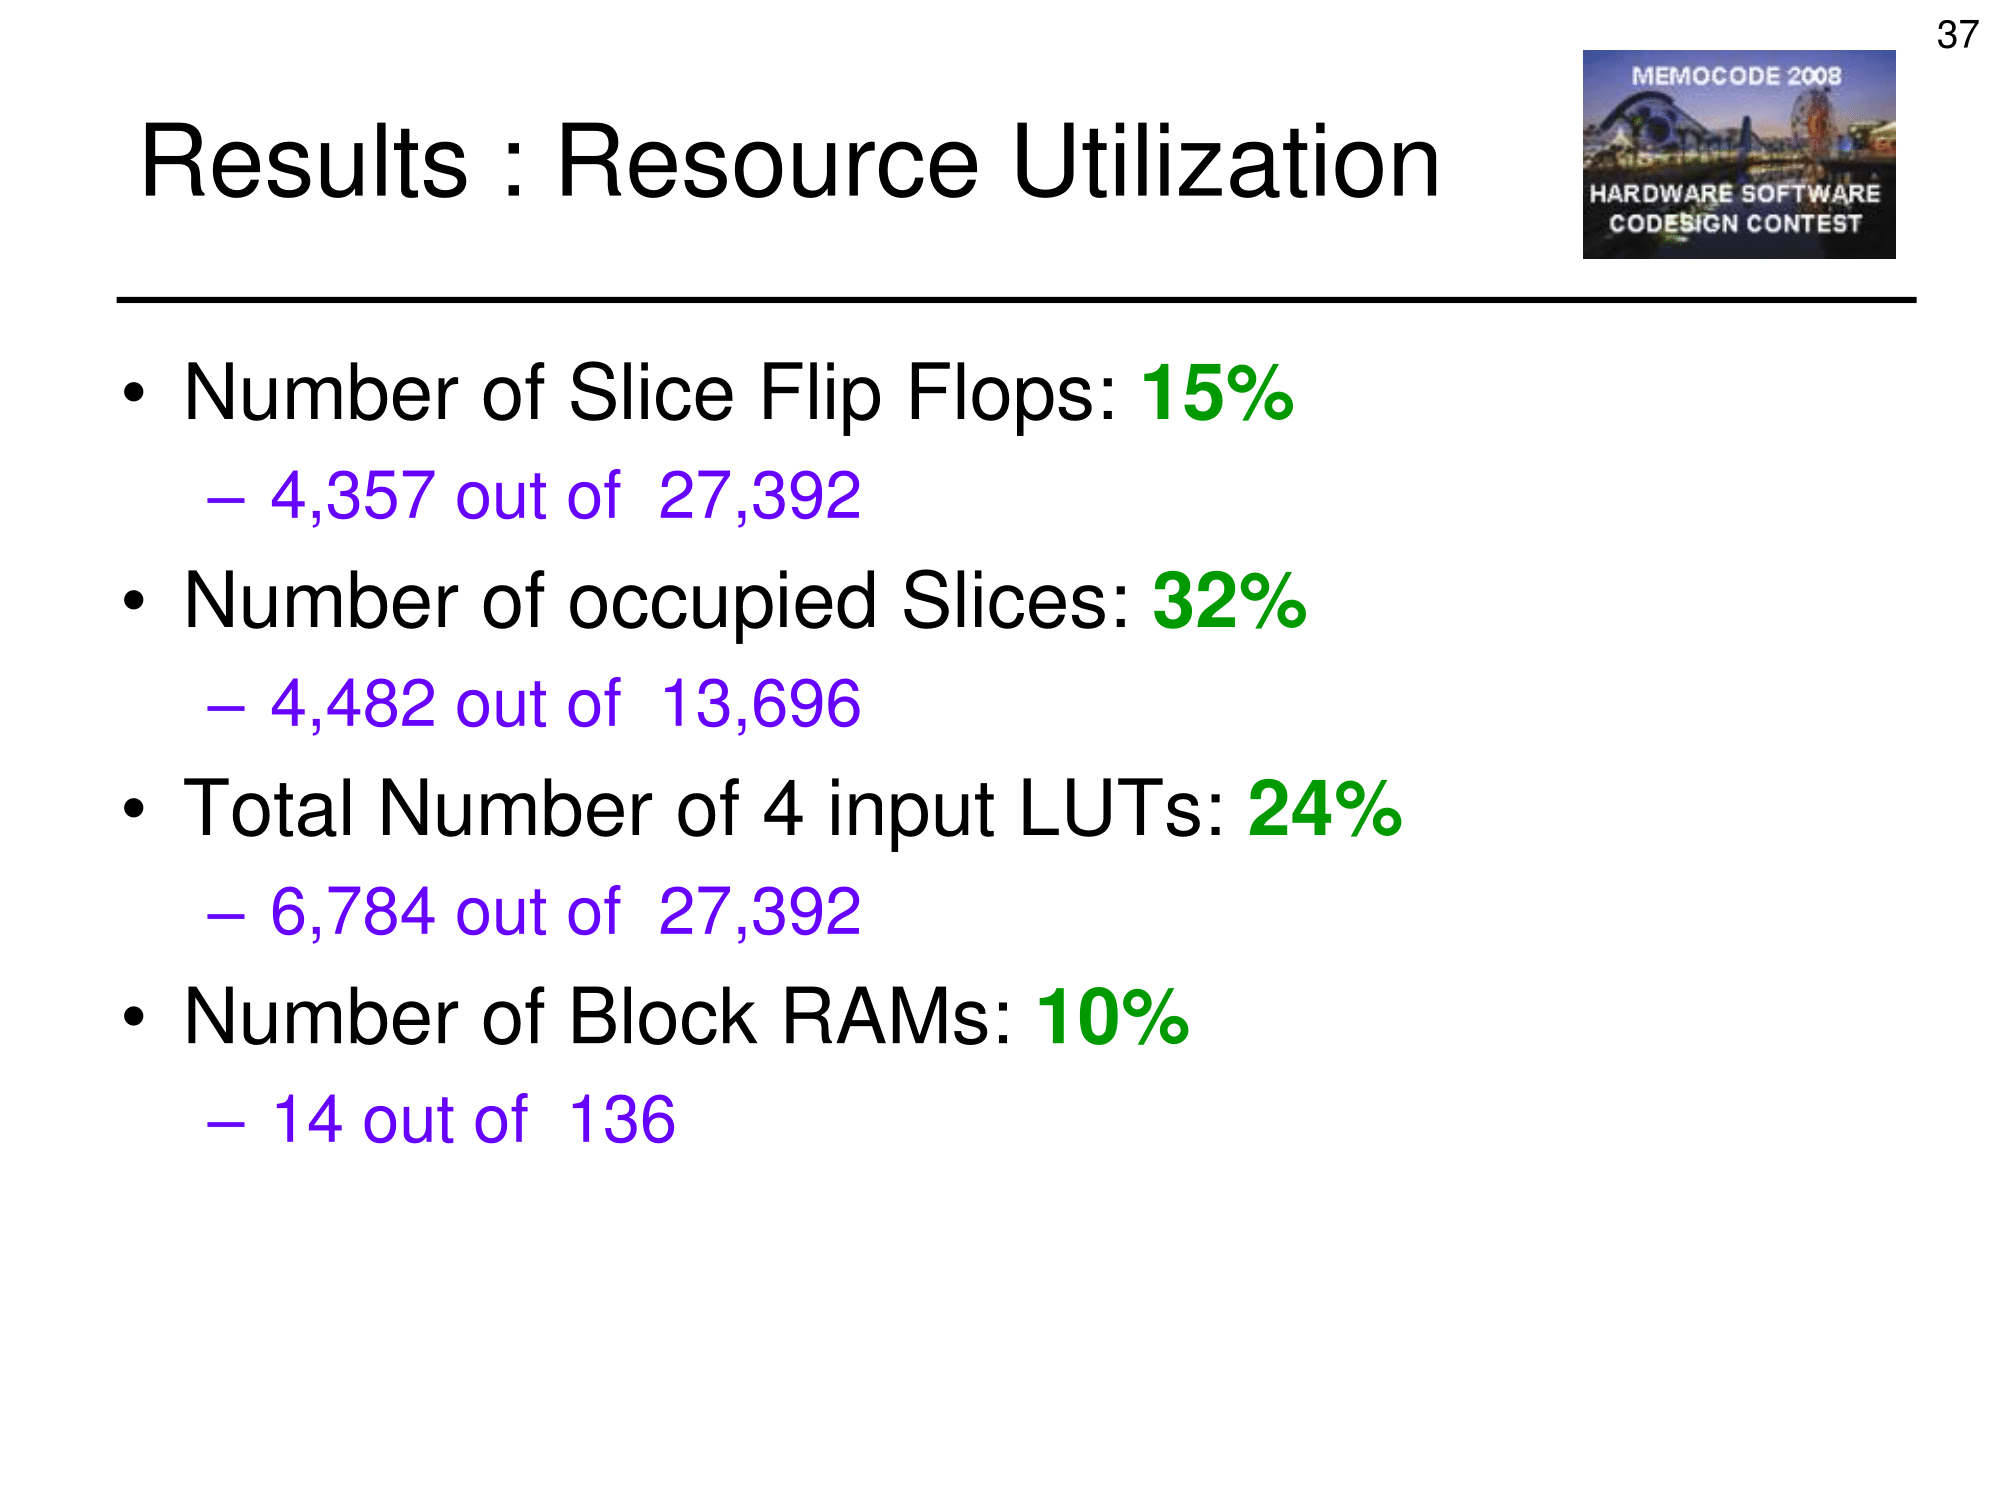 37
MEMOCODE 2008
HARDWARE SOFTWARE
CODESIGN CONTEST
Results : Resource Utilization
• Number of Slice Flip Flops: 15%
– 4,357 out of 27,392
• Number of occupied Slices: 32%
– 4,482 out of 13,696
• Total Number of 4 input LUTs: 24%
– 6,784 out of 27,392
• Number of Block RAMs: 10%
– 14 out of 136